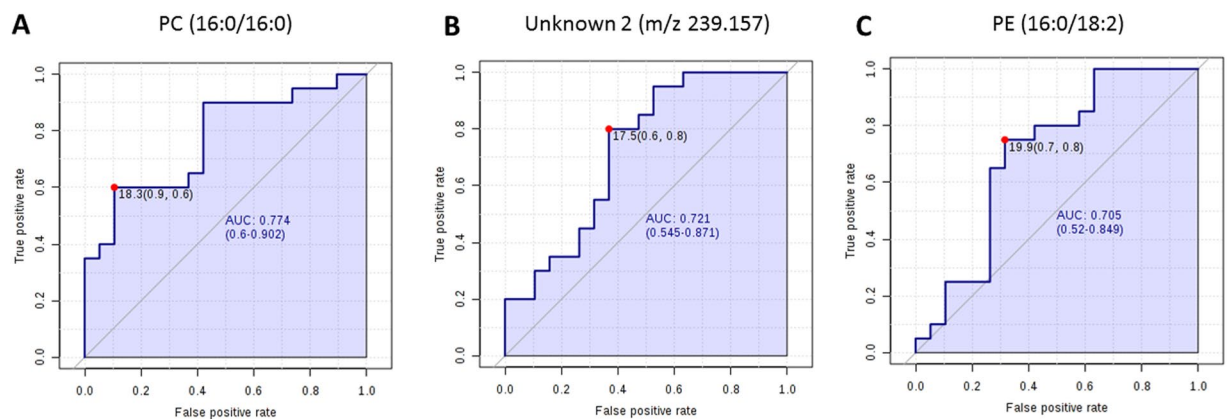 A
PC (16:0/16:0)
1.0
0.8
0.6
0.4
0.2
0.0
True positive rate
18.3(0.9, 0.6)
AUC: 0.774
(0.6-0.902)
0.0 0.2 0.4 0.6 0.8 1.0
False positive rate
B
Unknown 2 (m/z 239.157)
1.0
0.8
0.6
0.4
0.2
0.0
True positive rate
17.5(0.6, 0.8)
AUC: 0.721
(0.545-0.871)
0.0 0.2 0.4 0.6 0.8 1.0
False positive rate
C
PE (16:0/18:2)
1.0
0.8
0.6
0.4
0.2
0.0
True positive rate
19.9(0.7, 0.8)
AUC: 0.705
(0.52-0.849)
0.0 0.2 0.4 0.6 0.8 1.0
False positive rate